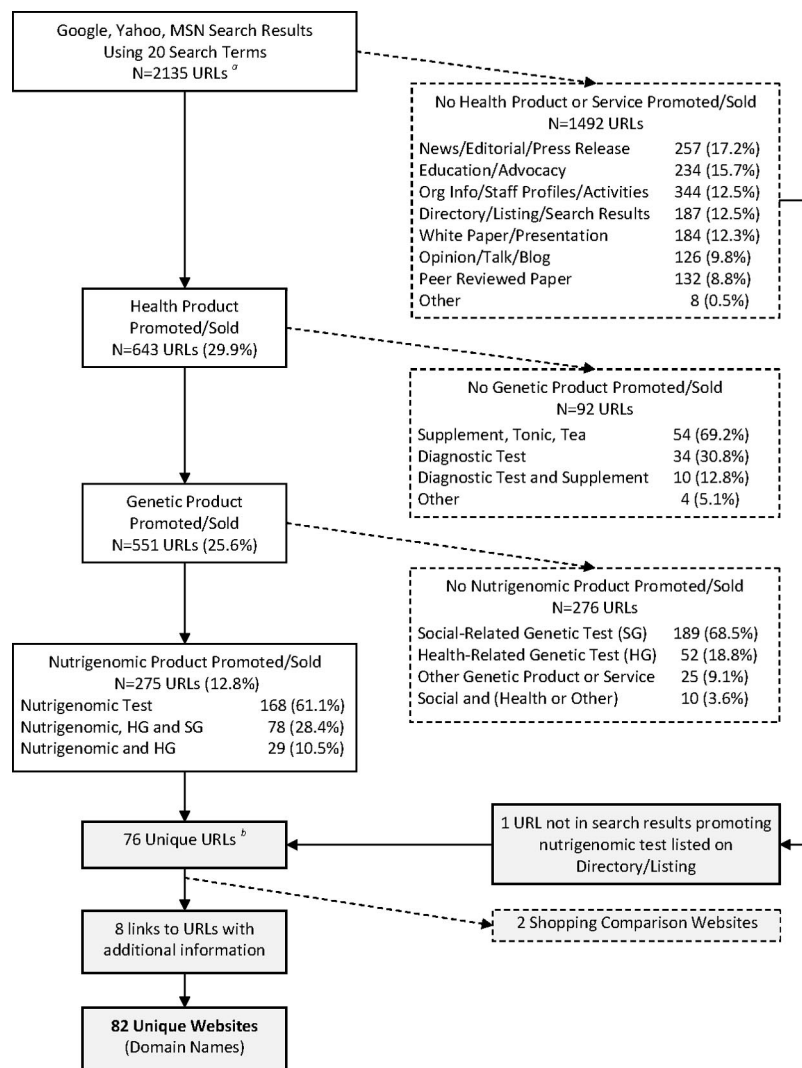 Google, Yahoo, MSN Search Results
Using 20 Search Terms
N=2135 URLs a
No Health Product or Service Promoted/Sold
N=1492 URLs
News/Editorial/Press Release 257 (17.2%)
Education/Advocacy 234 (15.7%)
Org Info/Staff Profiles/Activities 344 (12.5%)
Directory/Listing/Search Results 187 (12.5%)
White Paper/Presentation 184 (12.3%)
Opinion/Talk/Blog 126 (9.8%)
Peer Reviewed Paper 132 (8.8%)
Other 8 (0.5%)
Health Product
Promoted/Sold
N=643 URLs (29.9%)
No Genetic Product Promoted/Sold
N=92 URLs
Supplement, Tonic, Tea 54 (69.2%)
Diagnostic Test 34 (30.8%)
Diagnostic Test and Supplement 10 (12.8%)
Other 4 (5.1%)
Genetic Product
Promoted/Sold
N=551 URLs (25.6%)
No Nutrigenomic Product Promoted/Sold
N=276 URLs
Social-Related Genetic Test (SG) 189 (68.5%)
Health-Related Genetic Test (HG) 52 (18.8%)
Other Genetic Product or Service 25 (9.1%)
Social and (Health or Other) 10 (3.6%)
Nutrigenomic Product Promoted/Sold
N=275 URLs (12.8%)
Nutrigenomic Test 168 (61.1%)
Nutrigenomic, HG and SG 78 (28.4%)
Nutrigenomic and HG 29 (10.5%)
76 Unique URLs b
1 URL not in search results promoting
nutrigenomic test listed on
Directory/Listing
2 Shopping Comparison Websites
8 links to URLs with
additional information
82 Unique Websites
(Domain Names)